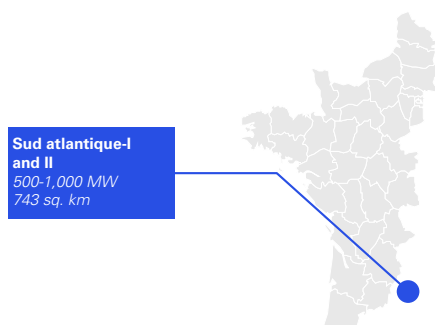 Sud atlantique-I
and II
500-1,000 MW
743 sq. km